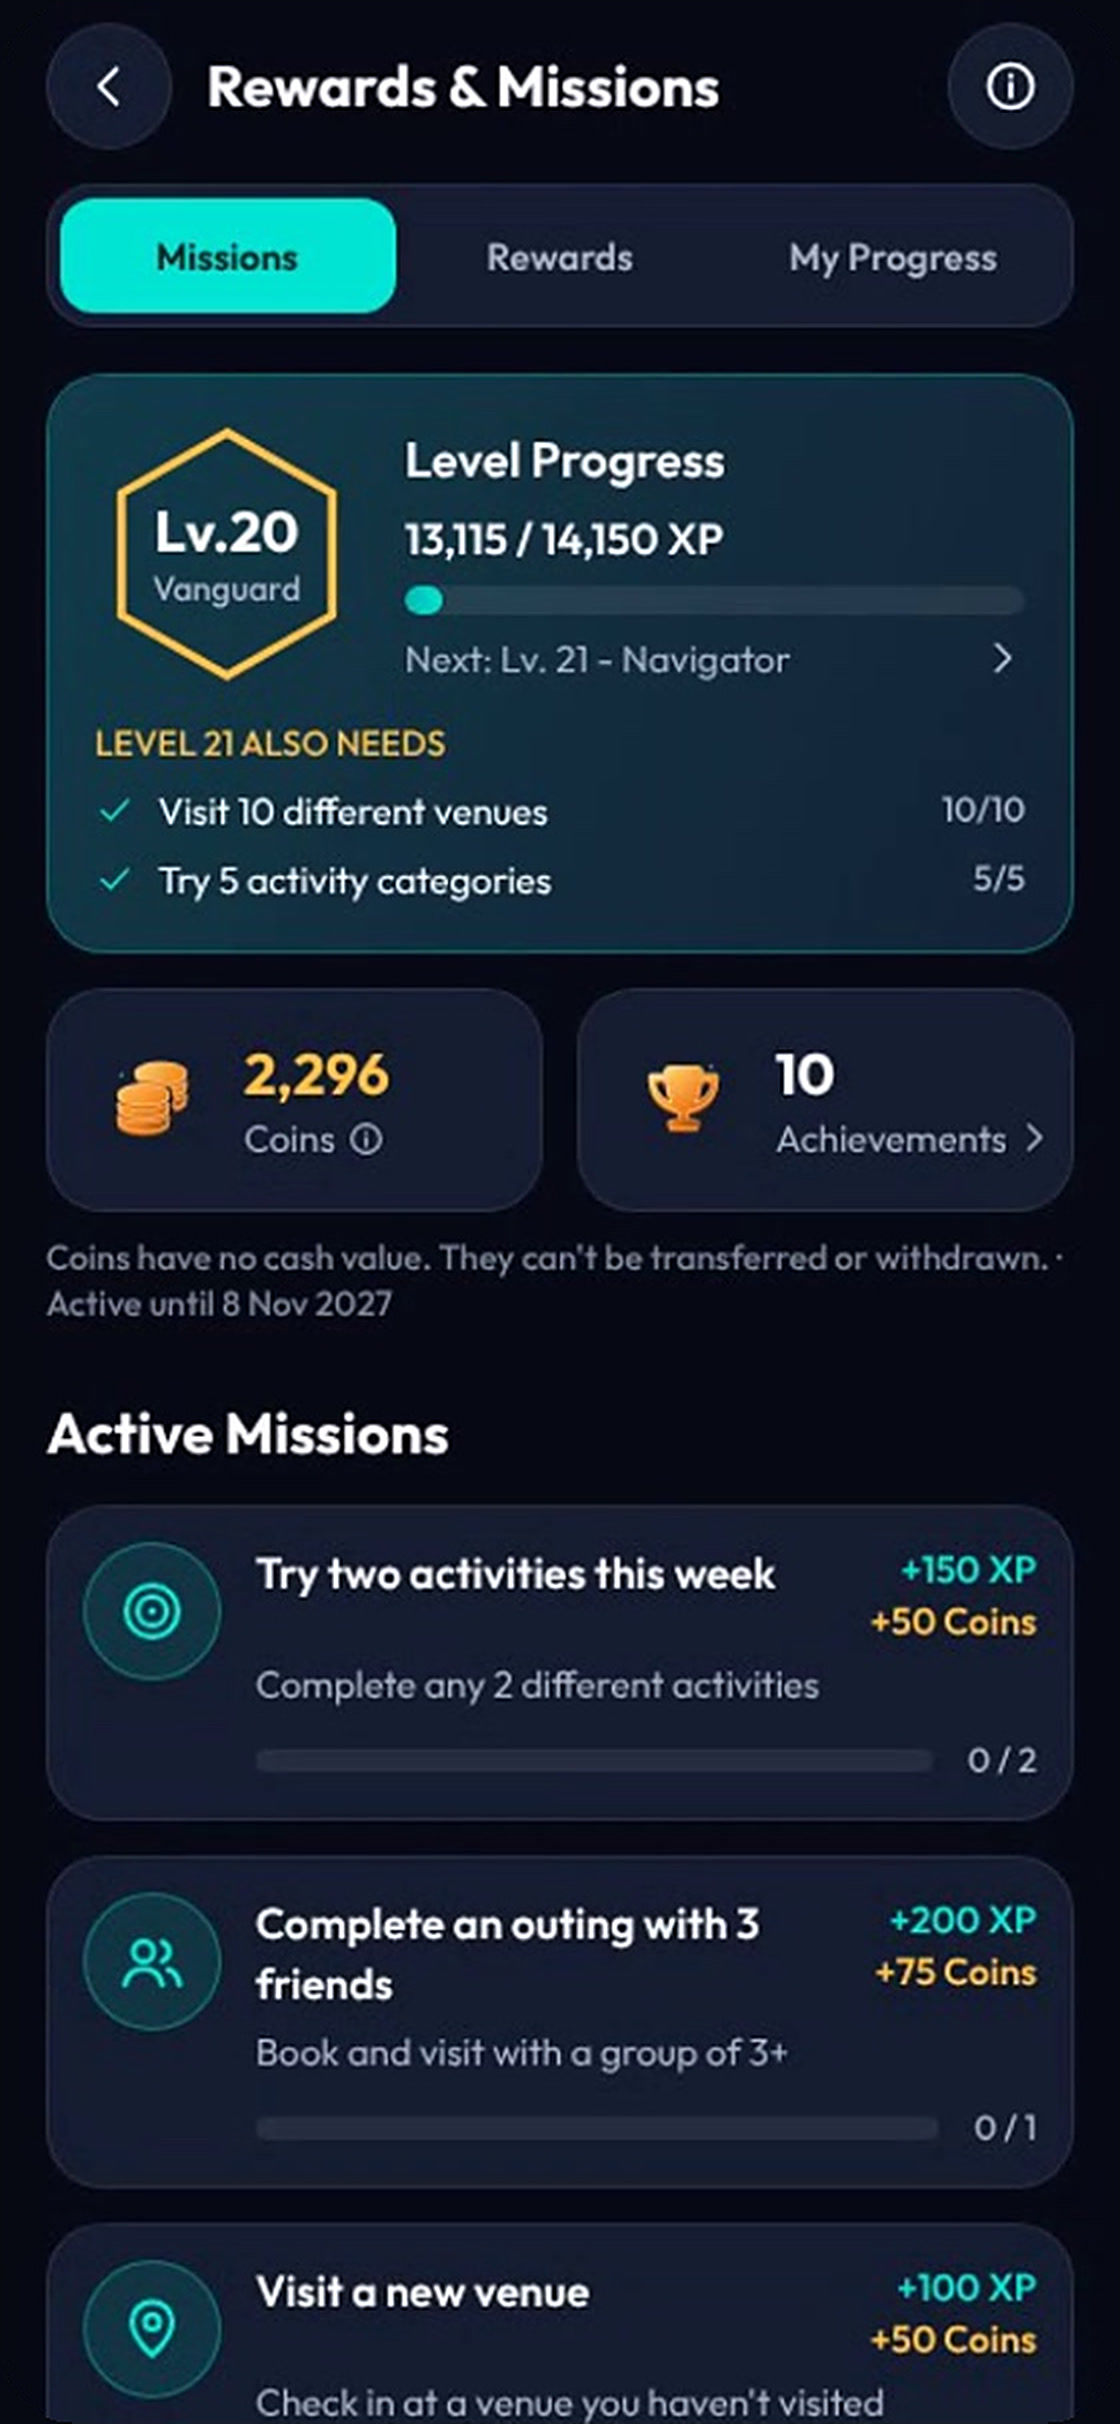 Rewards & Missions
Missions
Rewards
My Progress
Lv.20
Vanguard
Level Progress
13,115 / 14,150 XP
Next: Lv. 21 - Navigator
LEVEL 21 ALSO NEEDS
Visit 10 different venues
10/10
Try 5 activity categories
5/5
2,296
Coins
10
Achievements
Coins have no cash value. They can't be transferred or withdrawn. ·
Active until 8 Nov 2027
Active Missions
Try two activities this week
+150 XP
+50 Coins
Complete any 2 different activities
0 / 2
Complete an outing with 3
friends
+200 XP
+75 Coins
Book and visit with a group of 3+
0 / 1
Visit a new venue
+100 XP
+50 Coins
Check in at a venue you haven't visited